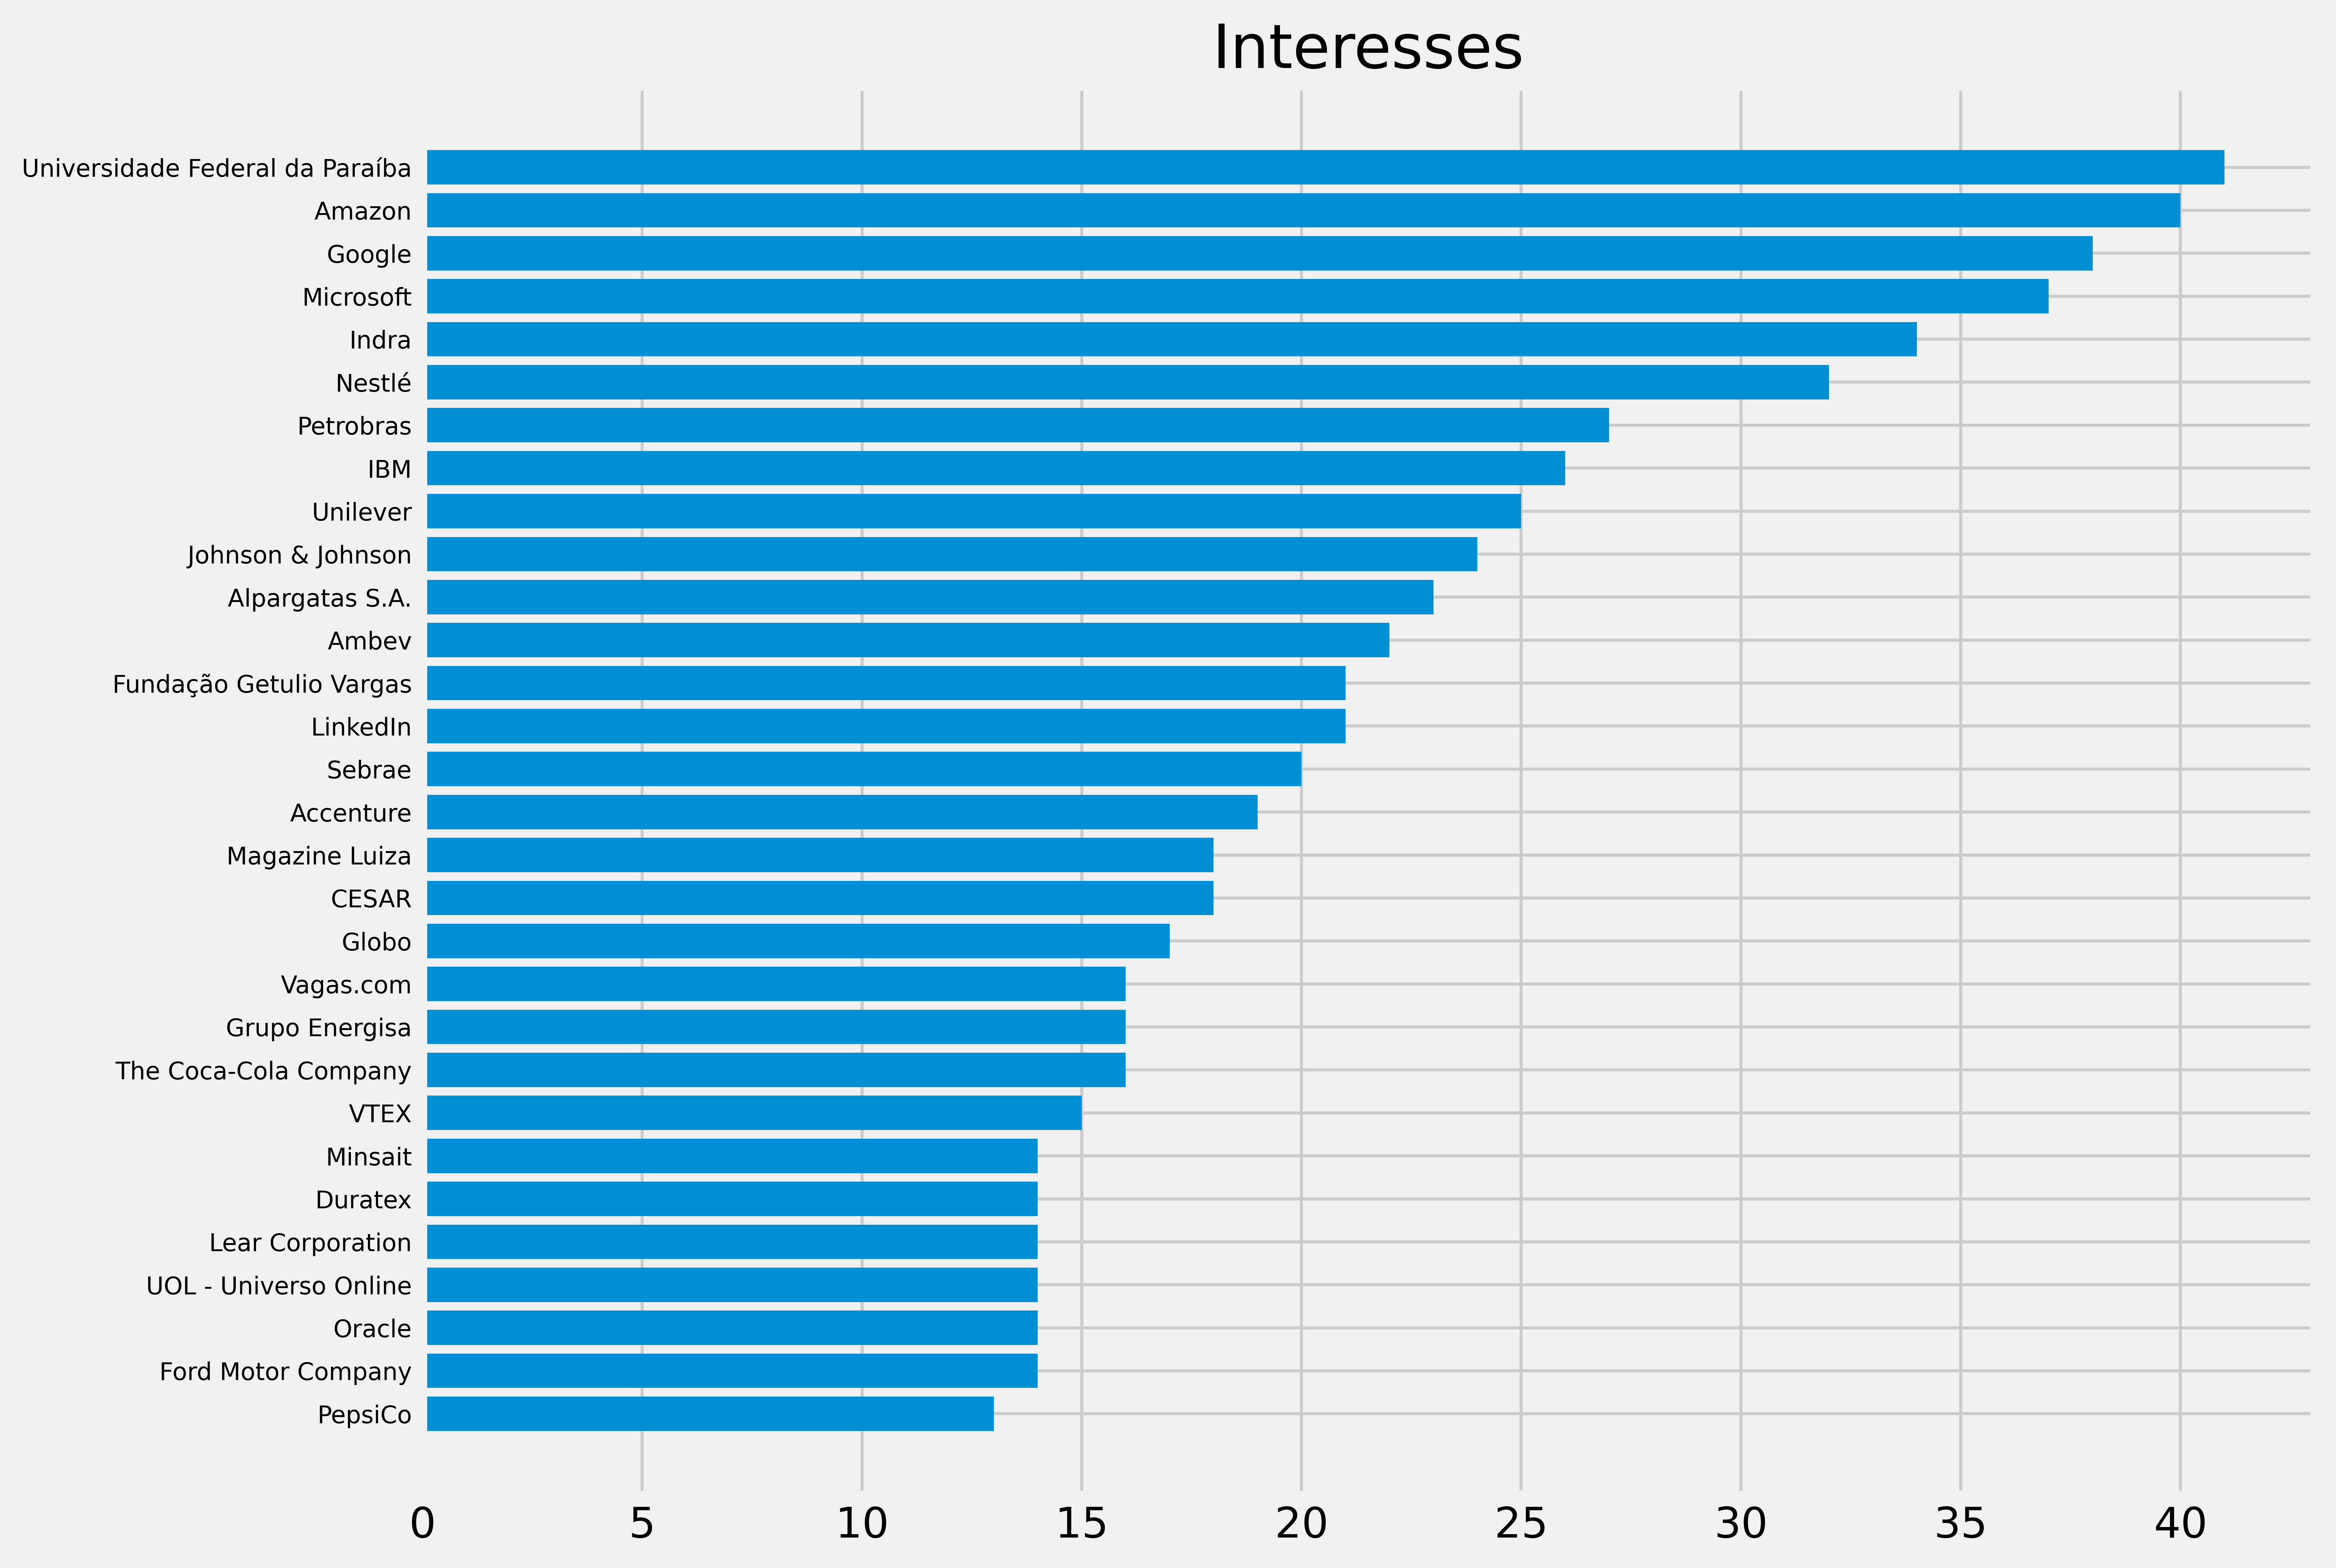 Interesses
Universidade Federal da Paraíba
Amazon
Google
Microsoft
Indra
Nestlé
Petrobras
IBM
Unilever
Johnson & Johnson
Alpargatas S.A.
Ambev
Fundação Getulio Vargas
LinkedIn
Sebrae
Accenture
Magazine Luiza
CESAR
Globo
Vagas.com
Grupo Energisa
The Coca-Cola Company
VTEX
Minsait
Duratex
Lear Corporation
UOL - Universo Online
Oracle
Ford Motor Company
PepsiCo
0 5 10 15 20 25 30 35 40